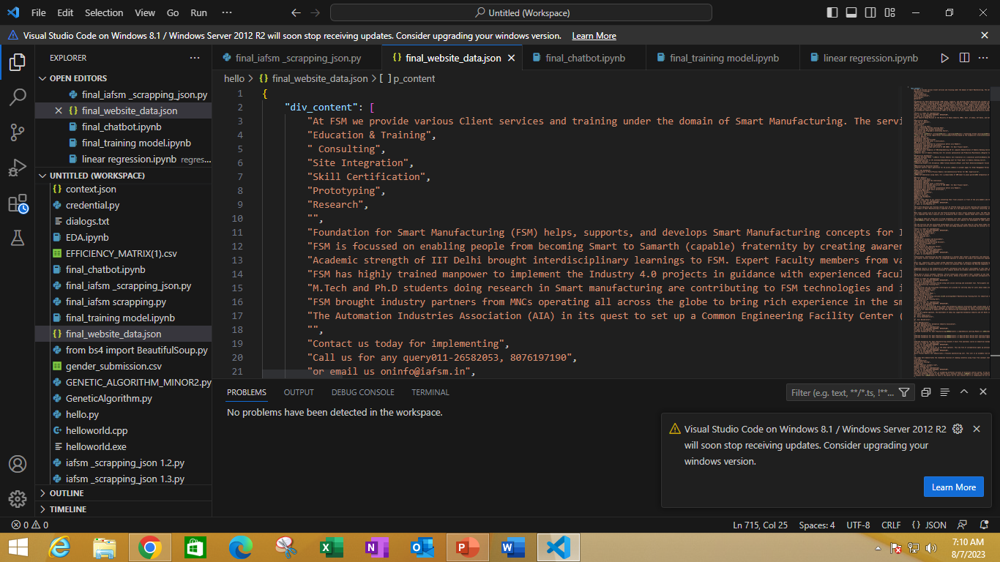 File Edit Selection View Go Run ··· Untitled (Workspace)
Visual Studio Code on Windows 8.1 / Windows Server 2012 R2 will soon stop receiving updates. Consider upgrading your windows version. Learn More
EXPLORER
OPEN EDITORS
final_iafsm _scrapping_json.py
final_website_data.json
final_chatbot.ipynb
final_training model.ipynb
linear regression.ipynb regres...
UNTITLED (WORKSPACE)
context.json
credential.py
dialogs.txt
EDA.ipynb
EFFICIENCY_MATRIX(1).csv
final_chatbot.ipynb
final_iafsm _scrapping_json.py
final_iafsm scrapping.py
final_training model.ipynb
final_website_data.json
from bs4 import BeautifulSoup.py
gender_submission.csv
GENETIC_ALGORITHM_MINOR2.py
GeneticAlgorithm.py
hello.py
helloworld.cpp
helloworld.exe
iafsm _scrapping_json 1.2.py
iafsm _scrapping_json 1.3.py
OUTLINE
TIMELINE
final_iafsm _scrapping_json.py final_website_data.json final_chatbot.ipynb final_training model.ipynb linear regression.ipynb
hello > {} final_website_data.json > [ ] p_content
1 {
2 "div_content": [
3 "At FSM we provide various Client services and training under the domain of Smart Manufacturing. The servi
4 "Education & Training",
5 " Consulting",
6 "Site Integration",
7 "Skill Certification",
8 "Prototyping",
9 "Research",
10 "",
11 "Foundation for Smart Manufacturing (FSM) helps, supports, and develops Smart Manufacturing concepts for I
12 "FSM is focussed on enabling people from becoming Smart to Samarth (capable) fraternity by creating awaren
13 "Academic strength of IIT Delhi brought interdisciplinary learnings to FSM. Expert Faculty members from va
14 "FSM has highly trained manpower to implement the Industry 4.0 projects in guidance with experienced facul
15 "M.Tech and Ph.D students doing research in Smart manufacturing are contributing to FSM technologies and i
16 "FSM brought industry partners from MNCs operating all across the globe to bring rich experience in the sm
17 "The Automation Industries Association (AIA) in its quest to set up a Common Engineering Facility Center (
18 "",
19 "Contact us today for implementing",
20 "Call us for any query011-26582053, 8076197190",
21 "or email us oninfo@iafsm.in",
PROBLEMS OUTPUT DEBUG CONSOLE TERMINAL Filter (e.g. text, **/*.ts, !**...
No problems have been detected in the workspace.
Visual Studio Code on Windows 8.1 / Windows Server 2012 R2
will soon stop receiving updates. Consider upgrading your
windows version.
Learn More
0 0 Ln 715, Col 25 Spaces: 4 UTF-8 CRLF {} JSON
7:10 AM
8/7/2023